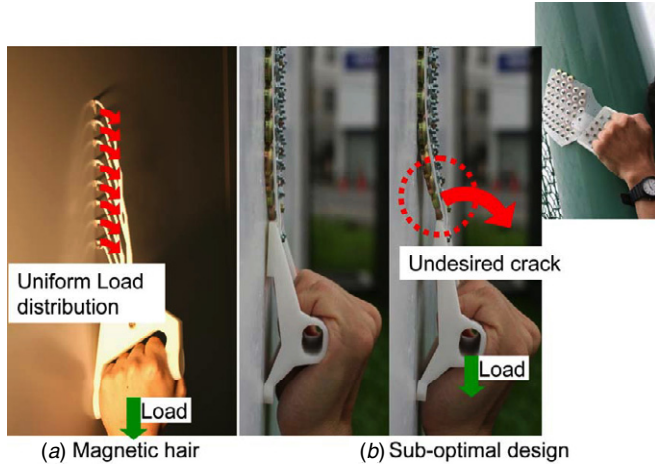 Uniform Load
distribution
Load
Undesired crack
Load
(a) Magnetic hair
(b) Sub-optimal design